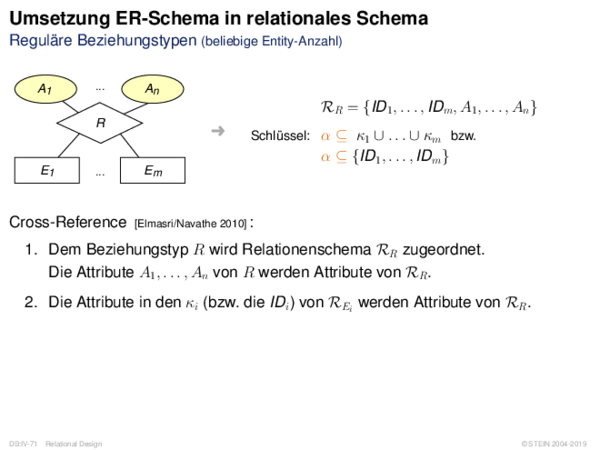 Umsetzung ER-Schema in relationales Schema
Reguläre Beziehungstypen (beliebige Entity-Anzahl)
A1 ... An
R
E1 ... Em
➔
ℛR = {ID1, . . . , IDm, A1, . . . , An}
Schlüssel: α ⊆ κ1 ∪ . . . ∪ κm bzw.
α ⊆ {ID1, . . . , IDm}
Cross-Reference [Elmasri/Navathe 2010] :
1. Dem Beziehungstyp R wird Relationenschema ℛR zugeordnet.
Die Attribute A1, . . . , An von R werden Attribute von ℛR.
2. Die Attribute in den κi (bzw. die IDi) von ℛEi werden Attribute von ℛR.
DB:IV-71 Relational Design © STEIN 2004-2019